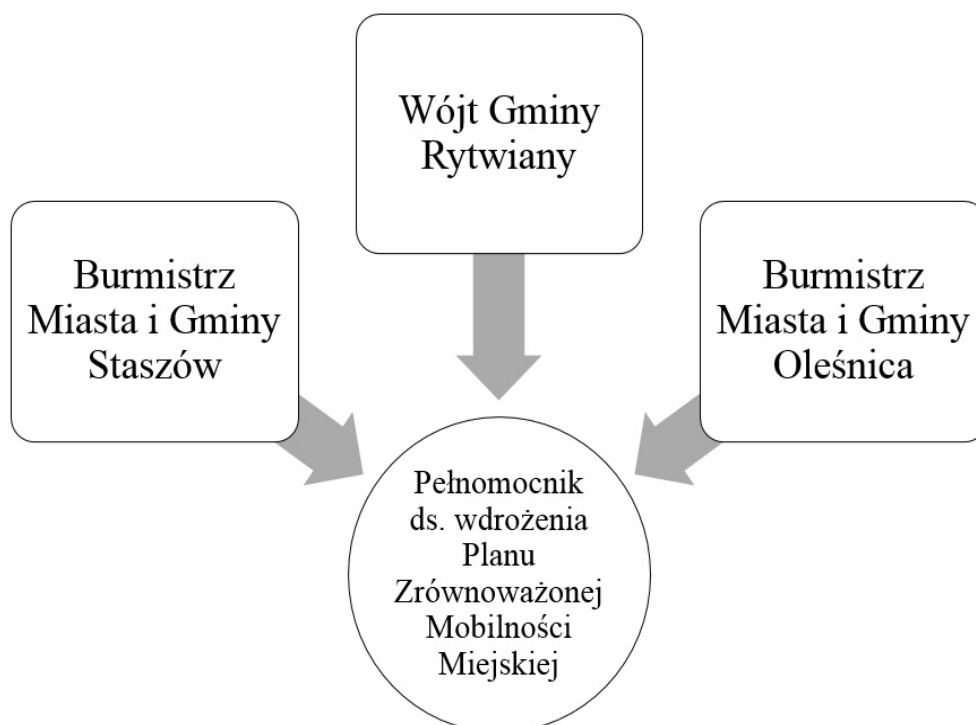 Wójt Gminy
Rytwiany
Burmistrz
Miasta i Gminy
Staszów
Burmistrz
Miasta i Gminy
Oleśnica
Pełnomocnik
ds. wdrożenia
Planu
Zrównoważonej
Mobilności
Miejskiej